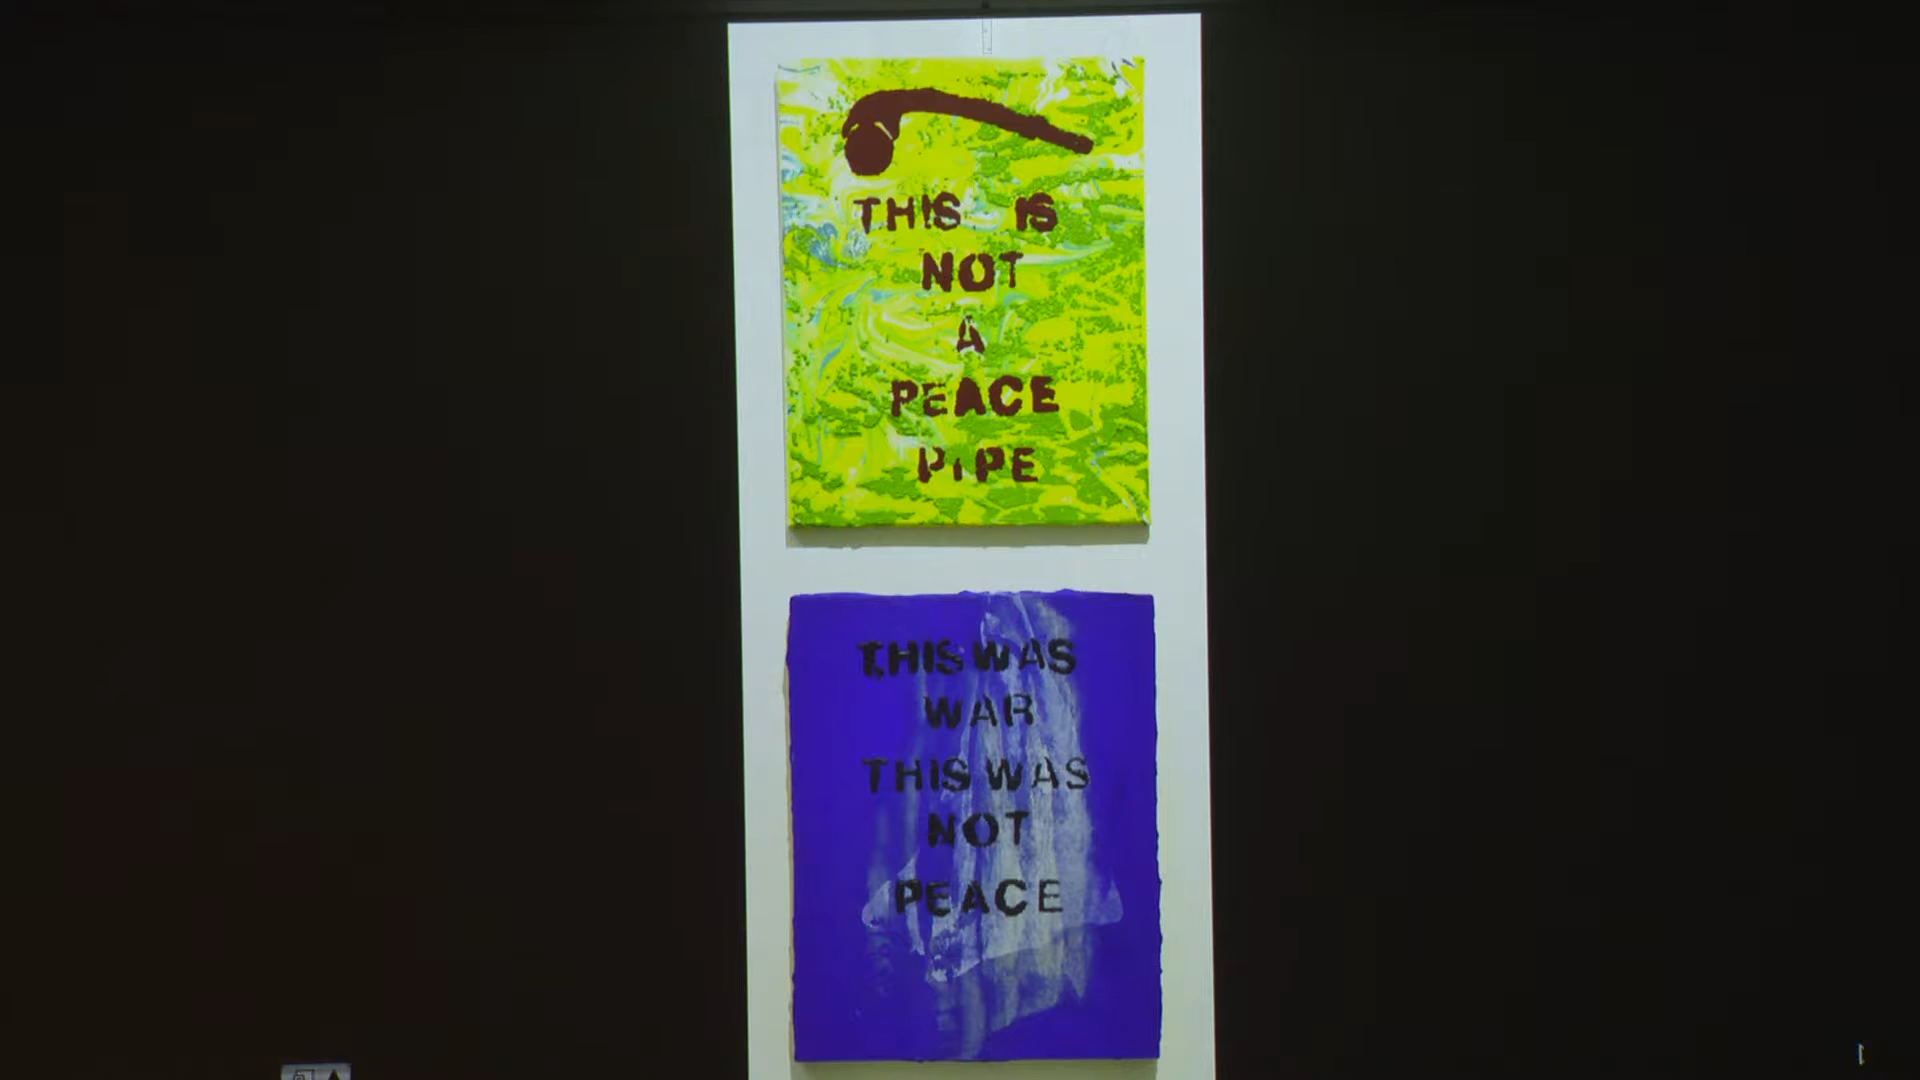 THIS IS
NOT
A
PEACE
PIPE
THIS WAS
WAR
THIS WAS
NOT
PEACE